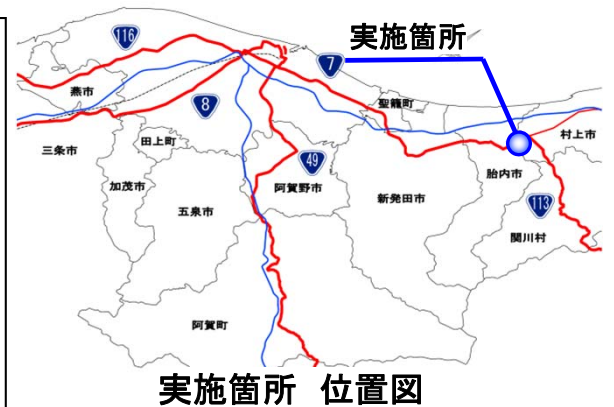 実施箇所
116
7
燕市
8
聖籠町
三条市
田上町
村上市
加茂市
49
阿賀野市
新発田市
胎内市
五泉市
113
関川村
阿賀町
実施箇所 位置図